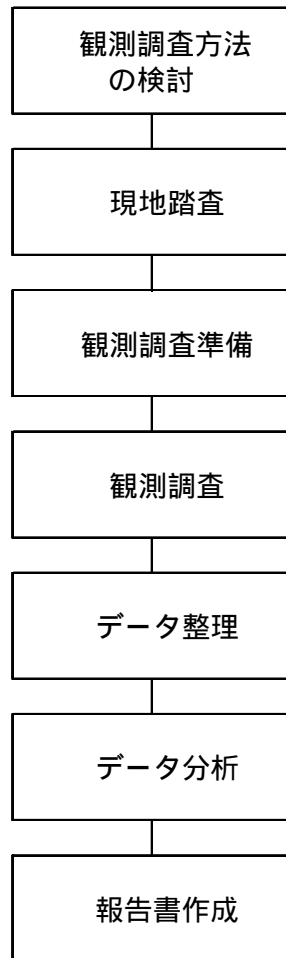 観測調査方法
の検討
現地踏査
観測調査準備
観測調査
データ整理
データ分析
報告書作成